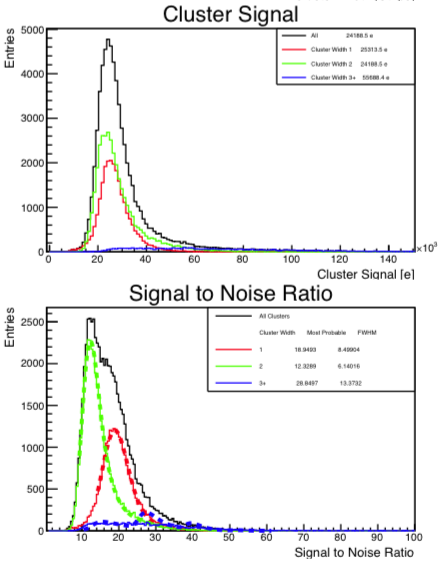 Cluster Signal
Entries
5000
4000
3000
2000
1000
0
All 24188.5 e
Cluster Width 1 25313.5 e
Cluster Width 2 24188.5 e
Cluster Width 3+ 55688.4 e
0 20 40 60 80 100 120 140 ×10³
Cluster Signal [e]
Signal to Noise Ratio
Entries
2500
2000
1500
1000
500
0
All Clusters
Cluster Width Most Probable FWHM
1 18.9493 8.49904
2 12.3289 6.14016
3+ 28.8497 13.3732
10 20 30 40 50 60 70 80 90 100
Signal to Noise Ratio